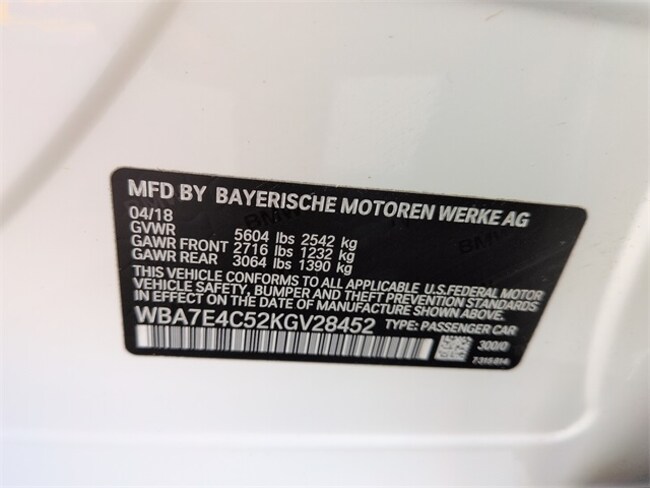 MFD BY BAYERISCHE MOTOREN WERKE AG
04/18
GVWR 5604 lbs 2542 kg
GAWR FRONT 2716 lbs 1232 kg
GAWR REAR 3064 lbs 1390 kg
THIS VEHICLE CONFORMS TO ALL APPLICABLE U.S.FEDERAL MOTOR
VEHICLE SAFETY, BUMPER AND THEFT PREVENTION STANDARDS
IN EFFECT ON THE DATE OF MANUFACTURE SHOWN ABOVE.
WBA7E4C52KGV28452 TYPE: PASSENGER CAR
300/0